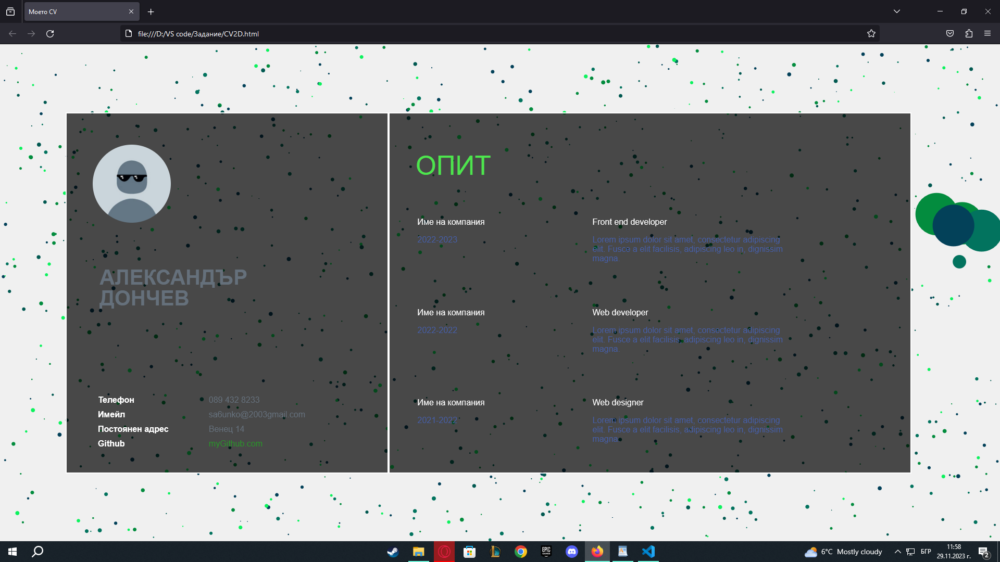 Моето CV
file:///D:/VS code/Задание/CV2D.html
АЛЕКСАНДЪР
ДОНЧЕВ
Телефон 089 432 8233
Имейл sa6unko@2003gmail.com
Постоянен адрес Венец 14
Github myGithub.com
ОПИТ
Име на компания
2022-2023
Front end developer
Lorem ipsum dolor sit amet, consectetur adipiscing
elit. Fusce a elit facilisis, adipiscing leo in, dignissim
magna.
Име на компания
2022-2022
Web developer
Lorem ipsum dolor sit amet, consectetur adipiscing
elit. Fusce a elit facilisis, adipiscing leo in, dignissim
magna.
Име на компания
2021-2022
Web designer
Lorem ipsum dolor sit amet, consectetur adipiscing
elit. Fusce a elit facilisis, adipiscing leo in, dignissim
magna.
EPIC
GAMES
6°C Mostly cloudy
БГР
11:58
29.11.2023 г.
2